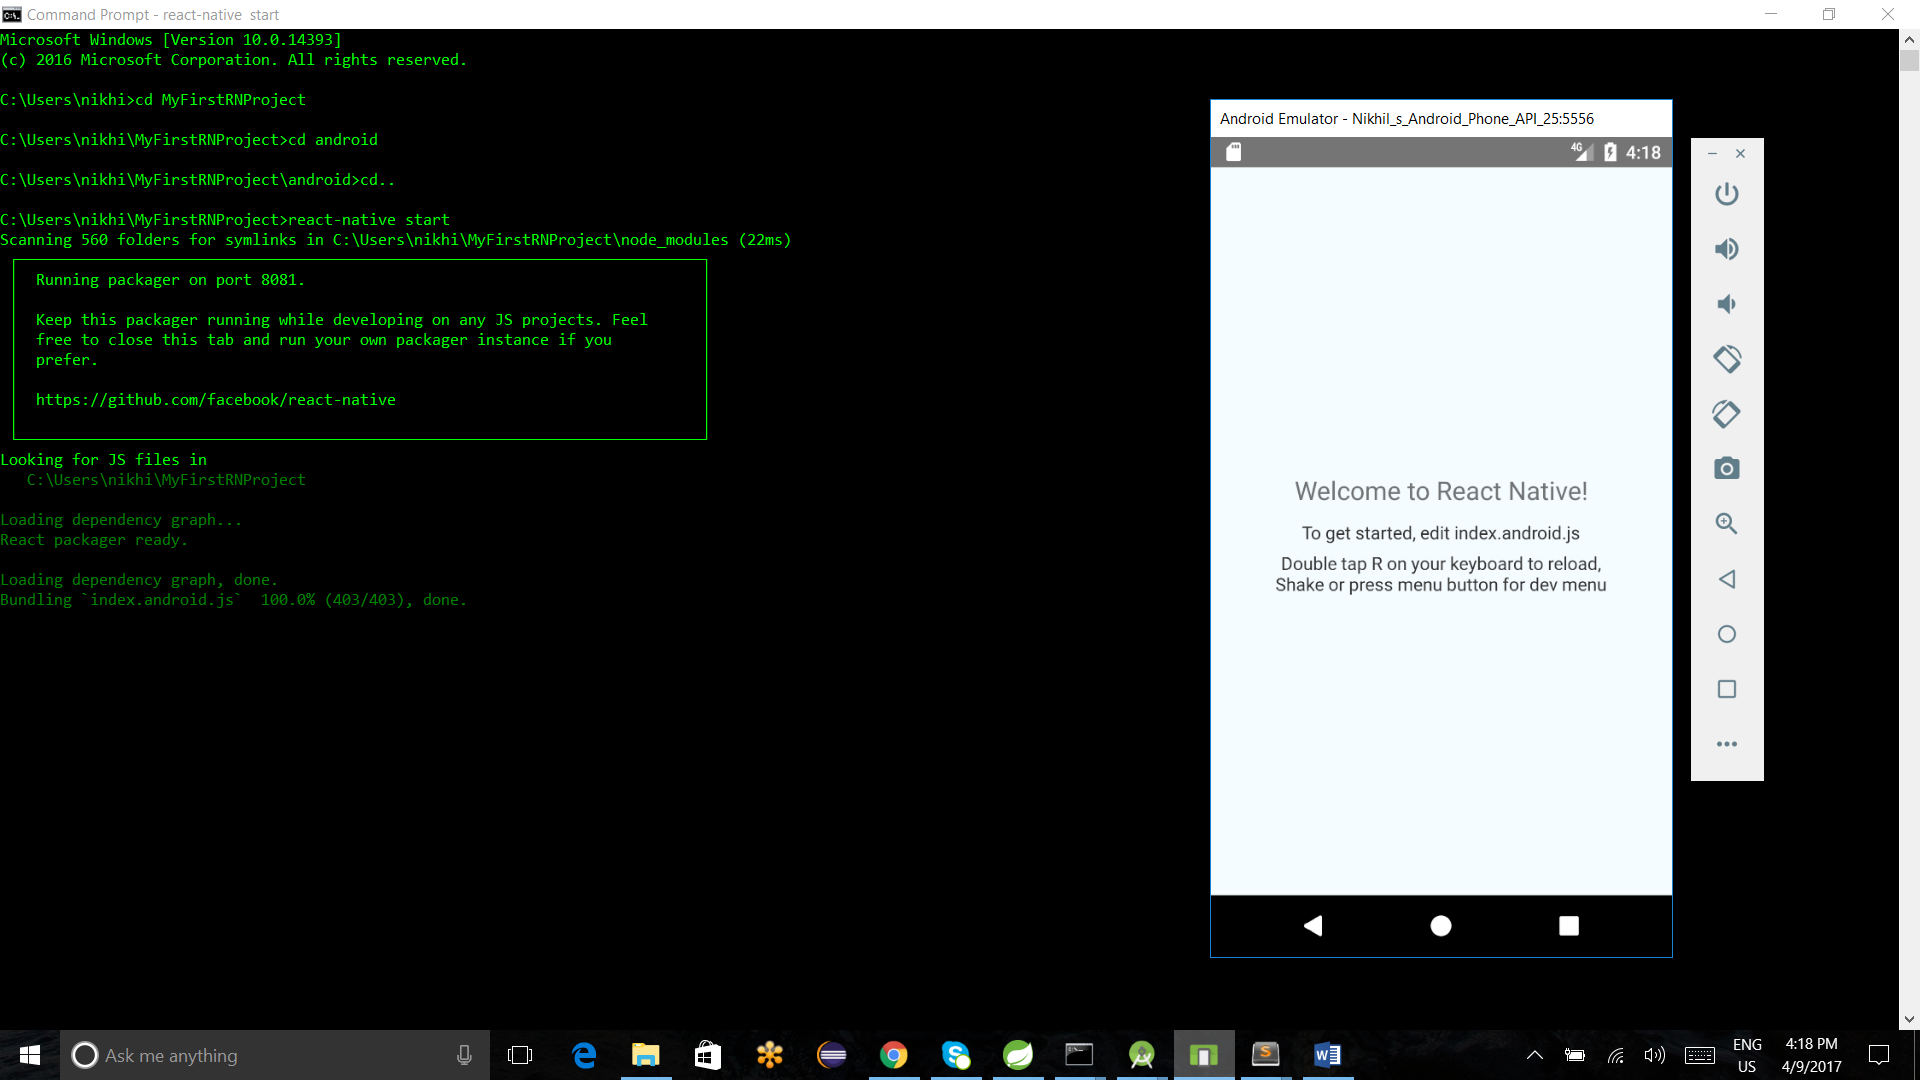 Command Prompt - react-native  start
Microsoft Windows [Version 10.0.14393]
(c) 2016 Microsoft Corporation. All rights reserved.
C:\Users\nikhi>cd MyFirstRNProject
C:\Users\nikhi\MyFirstRNProject>cd android
C:\Users\nikhi\MyFirstRNProject\android>cd..
C:\Users\nikhi\MyFirstRNProject>react-native start
Scanning 560 folders for symlinks in C:\Users\nikhi\MyFirstRNProject\node_modules (22ms)
Running packager on port 8081.
Keep this packager running while developing on any JS projects. Feel
free to close this tab and run your own packager instance if you
prefer.
https://github.com/facebook/react-native
Looking for JS files in
C:\Users\nikhi\MyFirstRNProject
Loading dependency graph...
React packager ready.
Loading dependency graph, done.
Bundling `index.android.js`  100.0% (403/403), done.
Android Emulator - Nikhil_s_Android_Phone_API_25:5556
4G 4:18
Welcome to React Native!
To get started, edit index.android.js
Double tap R on your keyboard to reload,
Shake or press menu button for dev menu
Ask me anything
ENG
US
4:18 PM
4/9/2017